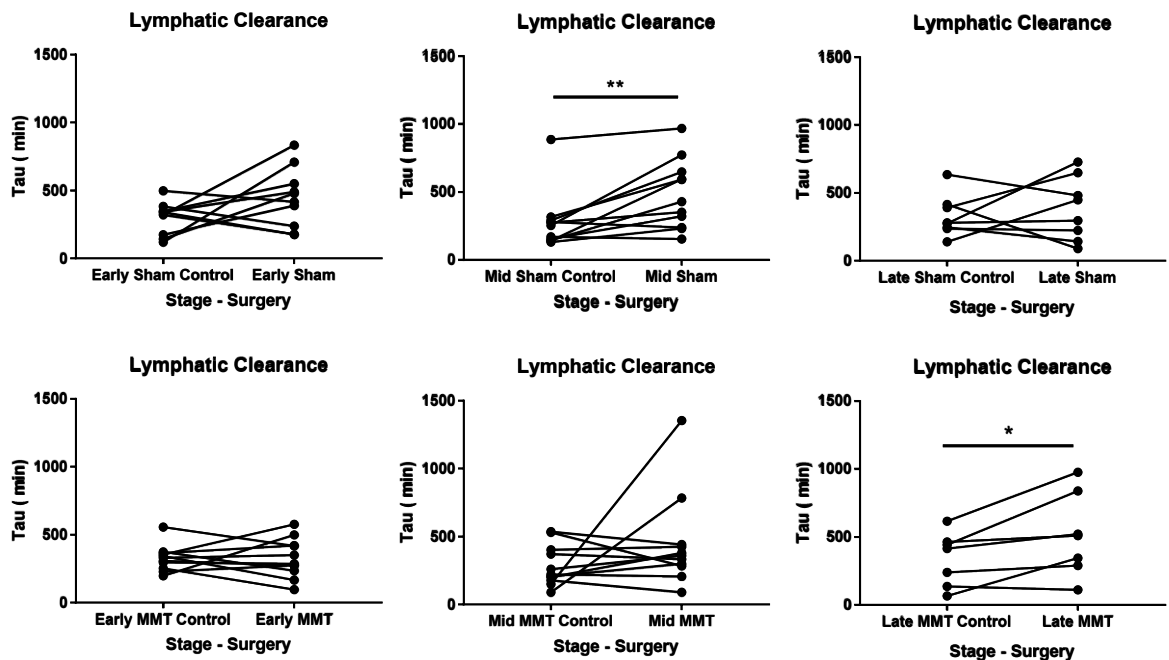 Lymphatic Clearance
1500
1000
500
0
Tau ( min)
Early Sham Control Early Sham
Stage - Surgery
Lymphatic Clearance
**
1500
1000
500
0
Tau ( min)
Mid Sham Control Mid Sham
Stage - Surgery
Lymphatic Clearance
1500
1000
500
0
Tau ( min)
Late Sham Control Late Sham
Stage - Surgery
Lymphatic Clearance
1500
1000
500
0
Tau ( min)
Early MMT Control Early MMT
Stage - Surgery
Lymphatic Clearance
1500
1000
500
0
Tau ( min)
Mid MMT Control Mid MMT
Stage - Surgery
Lymphatic Clearance
*
1500
1000
500
0
Tau ( min)
Late MMT Control Late MMT
Stage - Surgery